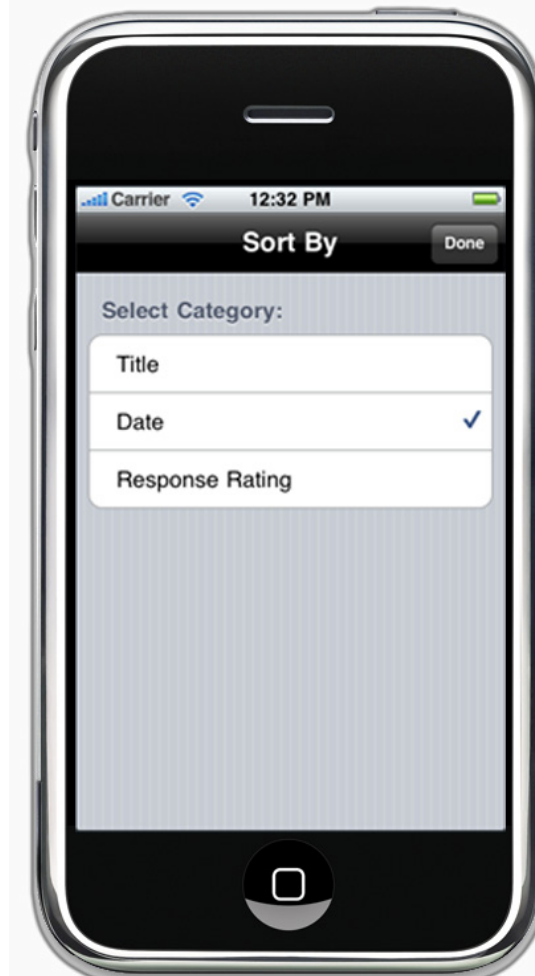 Carrier 12:32 PM
Sort By Done
Select Category:
Title
Date
Response Rating